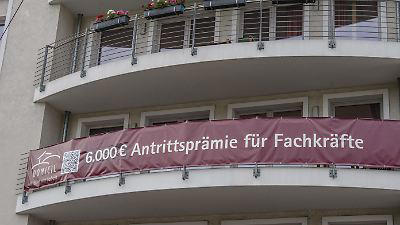 DOMICIL
6.000 € Antrittsprämie für Fachkräfte